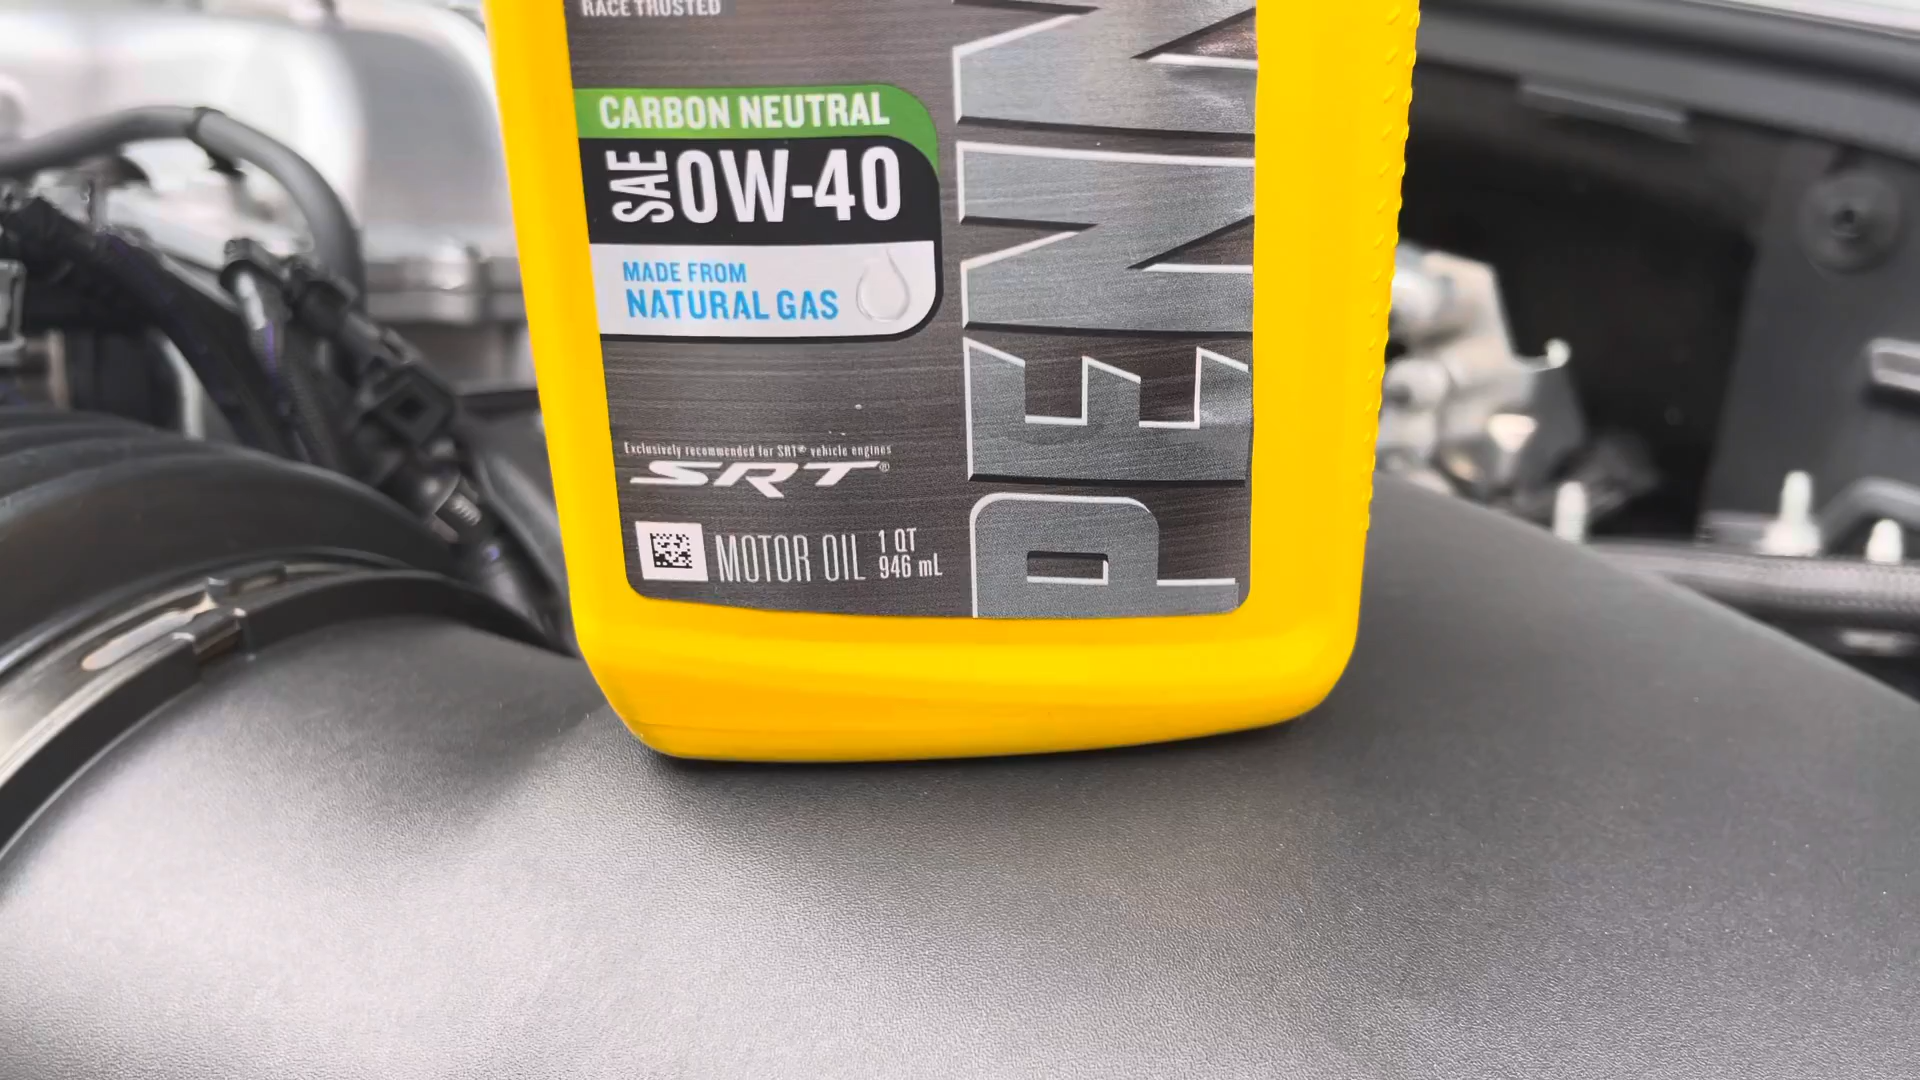 RACE TRUSTED
CARBON NEUTRAL
SAE 0W-40
MADE FROM
NATURAL GAS
Exclusively recommended for SRT® vehicle engines
SRT®
MOTOR OIL
1 QT
946 mL
PENN